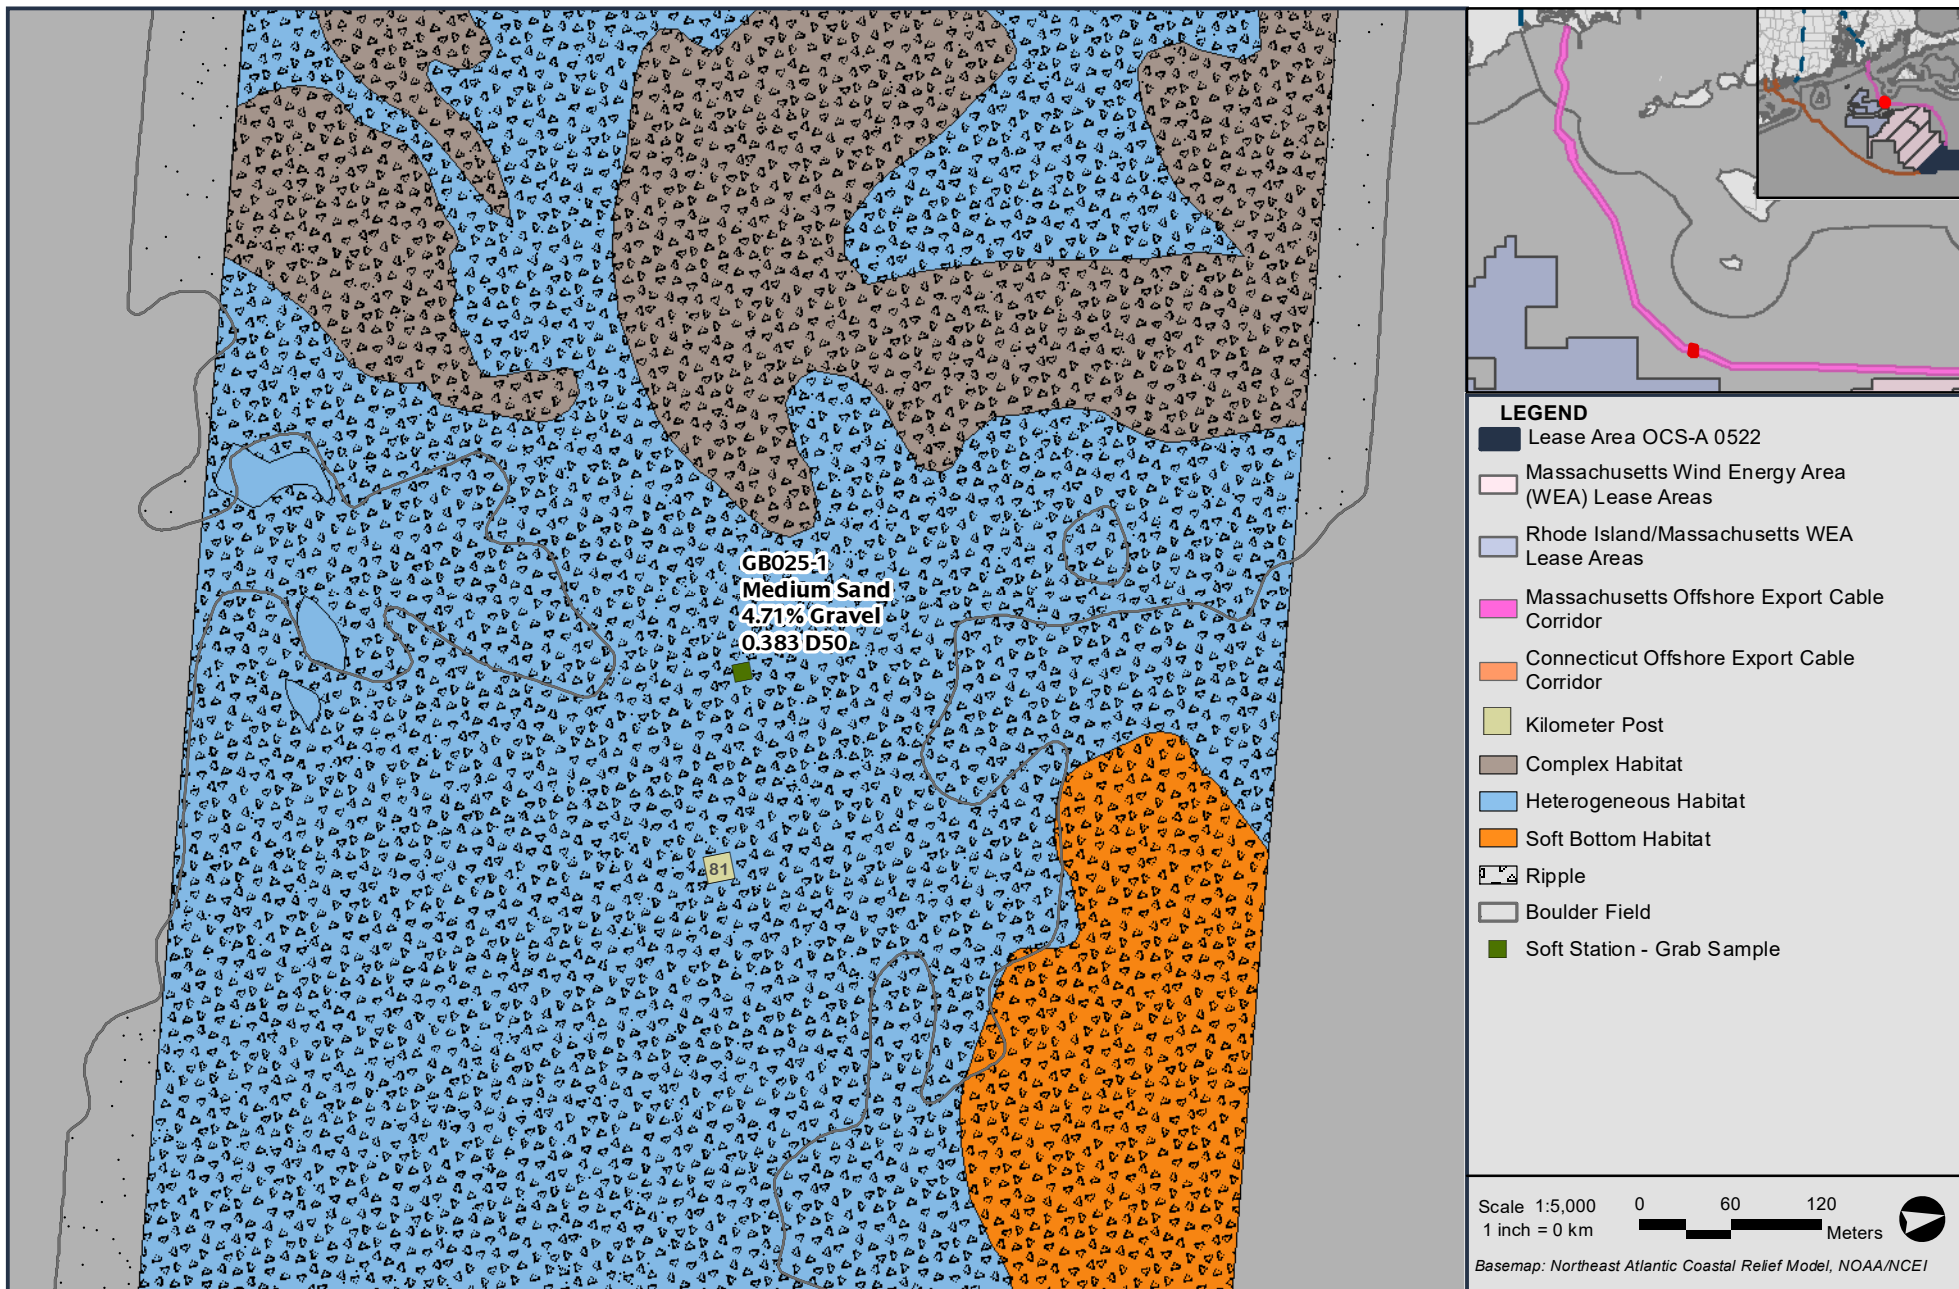 GB025-1
Medium Sand
4.71% Gravel
0.383 D50
81
LEGEND
Lease Area OCS-A 0522
Massachusetts Wind Energy Area
(WEA) Lease Areas
Rhode Island/Massachusetts WEA
Lease Areas
Massachusetts Offshore Export Cable
Corridor
Connecticut Offshore Export Cable
Corridor
Kilometer Post
Complex Habitat
Heterogeneous Habitat
Soft Bottom Habitat
Ripple
Boulder Field
Soft Station - Grab Sample
Scale 1:5,000
1 inch = 0 km
0 60 120
Meters
Basemap: Northeast Atlantic Coastal Relief Model, NOAA/NCEI